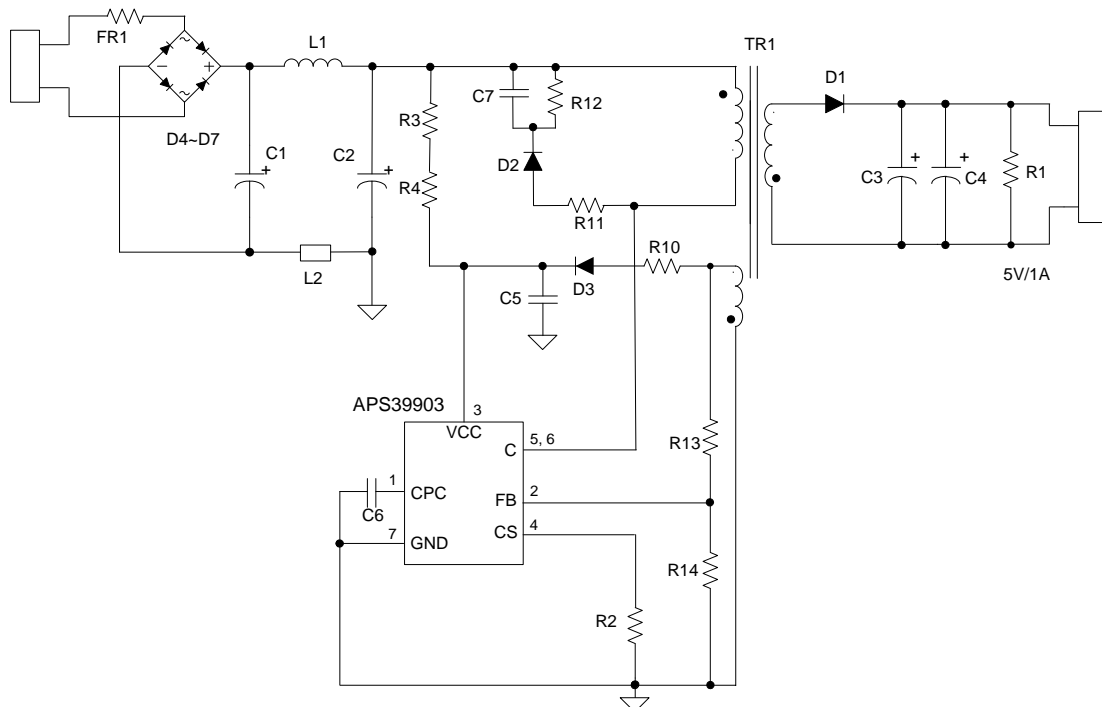 FR1
L1
TR1
D4~D7
C1
C2
L2
R3
R4
C7
R12
D2
R11
D1
C3
C4
R1
5V/1A
R10
D3
C5
APS39903
3
VCC
C
5, 6
1
CPC
C6
FB
2
CS
4
7
GND
R13
R14
R2
~
~
−
+
+
+
+
+